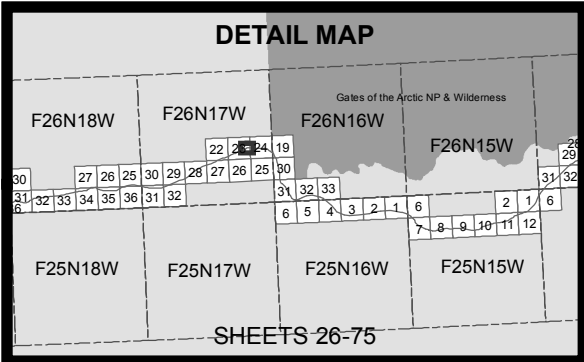 DETAIL MAP
Gates of the Arctic NP & Wilderness
F26N18W
F26N17W
F26N16W
F26N15W
22 23 24 19
28
29
30
27 26 25 30 29 28 27 26 25 30
31 32 33 34 35 36 31 32
6
31 32 33
31 32
6 5 4 3 2 1 6
2 1 6
7 8 9 10 11 12
F25N18W
F25N17W
F25N16W
F25N15W
SHEETS 26-75